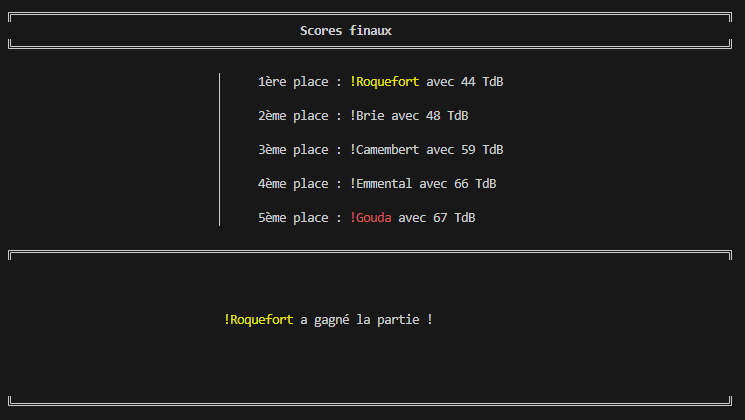 Scores finaux
1ère place : !Roquefort avec 44 TdB
2ème place : !Brie avec 48 TdB
3ème place : !Camembert avec 59 TdB
4ème place : !Emmental avec 66 TdB
5ème place : !Gouda avec 67 TdB
!Roquefort a gagné la partie !